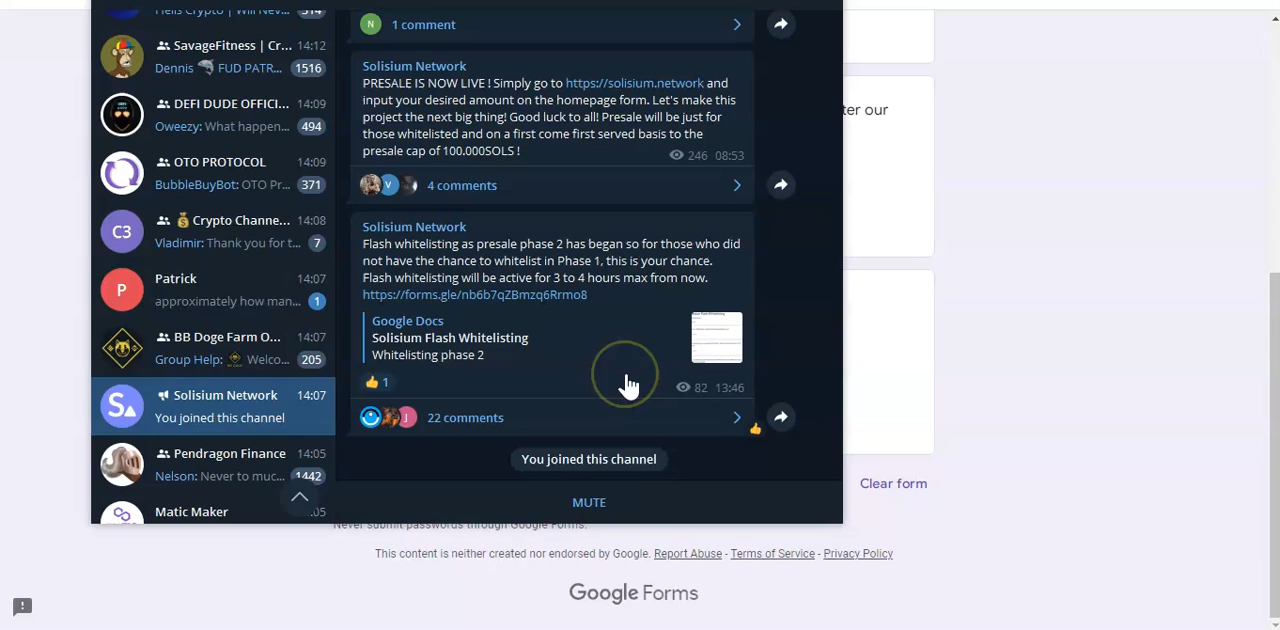 Hells Crypto | Will Nev... 514
SavageFitness | Cr... 14:12
Dennis FUD PATR... 1516
DEFI DUDE OFFICI... 14:09
Oweezy: What happen... 494
OTO PROTOCOL 14:09
BubbleBuyBot: OTO Pr... 371
C3
Crypto Channe... 14:08
Vladimir: Thank you for t... 7
P
Patrick 14:07
approximately how man... 1
BB Doge Farm O... 14:07
Group Help: Welco... 205
S
Solisium Network 14:07
You joined this channel
Pendragon Finance 14:05
Nelson: Never to muc... 1442
Matic Maker :05
N 1 comment
Solisium Network
PRESALE IS NOW LIVE ! Simply go to https://solisium.network and
input your desired amount on the homepage form. Let's make this
project the next big thing! Good luck to all! Presale will be just for
those whitelisted and on a first come first served basis to the
presale cap of 100.000SOLS !
246 08:53
V 4 comments
Solisium Network
Flash whitelisting as presale phase 2 has began so for those who did
not have the chance to whitelist in Phase 1, this is your chance.
Flash whitelisting will be active for 3 to 4 hours max from now.
https://forms.gle/nb6b7qZBmzq6Rrmo8
Google Docs
Solisium Flash Whitelisting
Whitelisting phase 2
1
82 13:46
J 22 comments
You joined this channel
MUTE
ter our
Clear form
Never submit passwords through Google Forms.
This content is neither created nor endorsed by Google. Report Abuse - Terms of Service - Privacy Policy
Google Forms